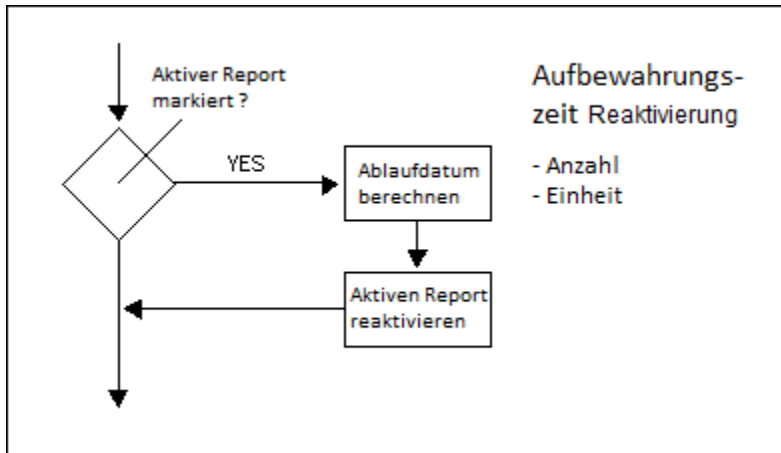 Aktiver Report
markiert ?
YES
Ablaufdatum
berechnen
Aktiven Report
reaktivieren
Aufbewahrungs-
zeit Reaktivierung
- Anzahl
- Einheit